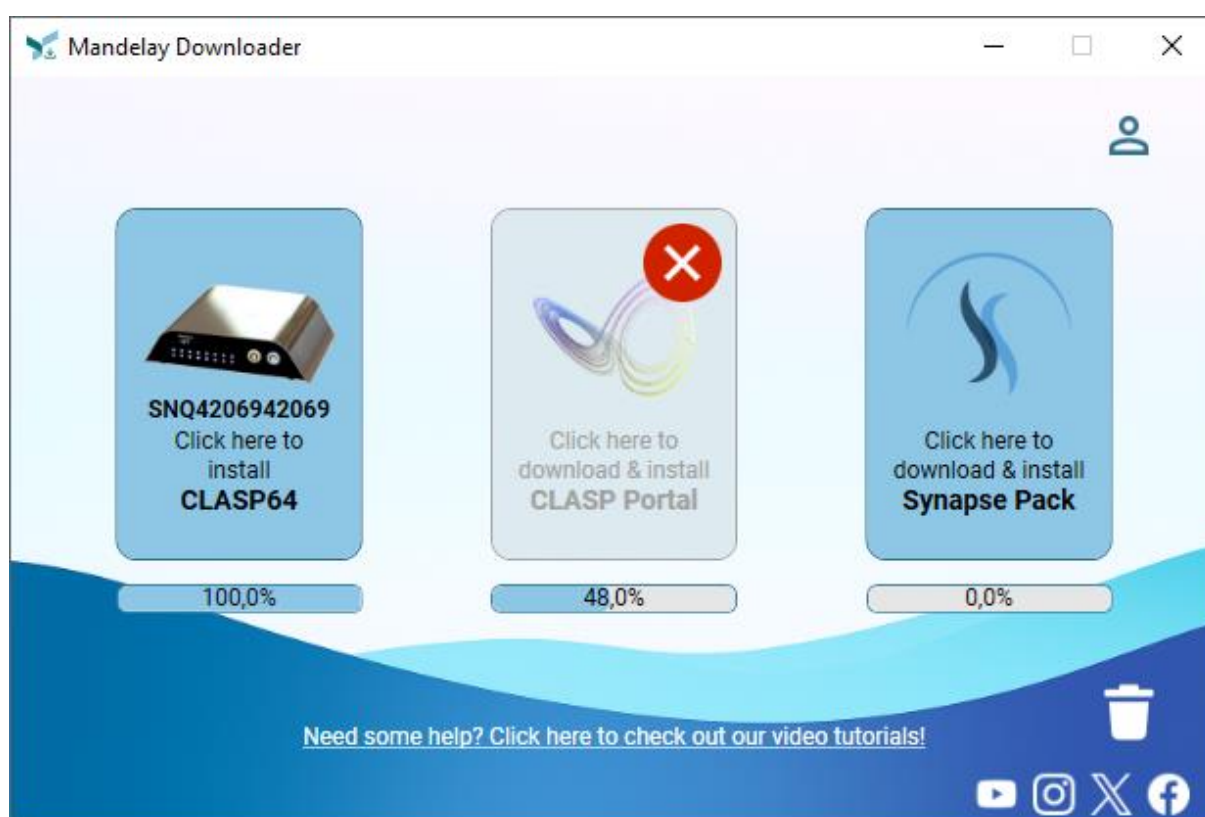 Mandelay Downloader
SNQ4206942069
Click here to
install
CLASP64
100,0%
Click here to
download & install
CLASP Portal
48,0%
Click here to
download & install
Synapse Pack
0,0%
Need some help? Click here to check out our video tutorials!